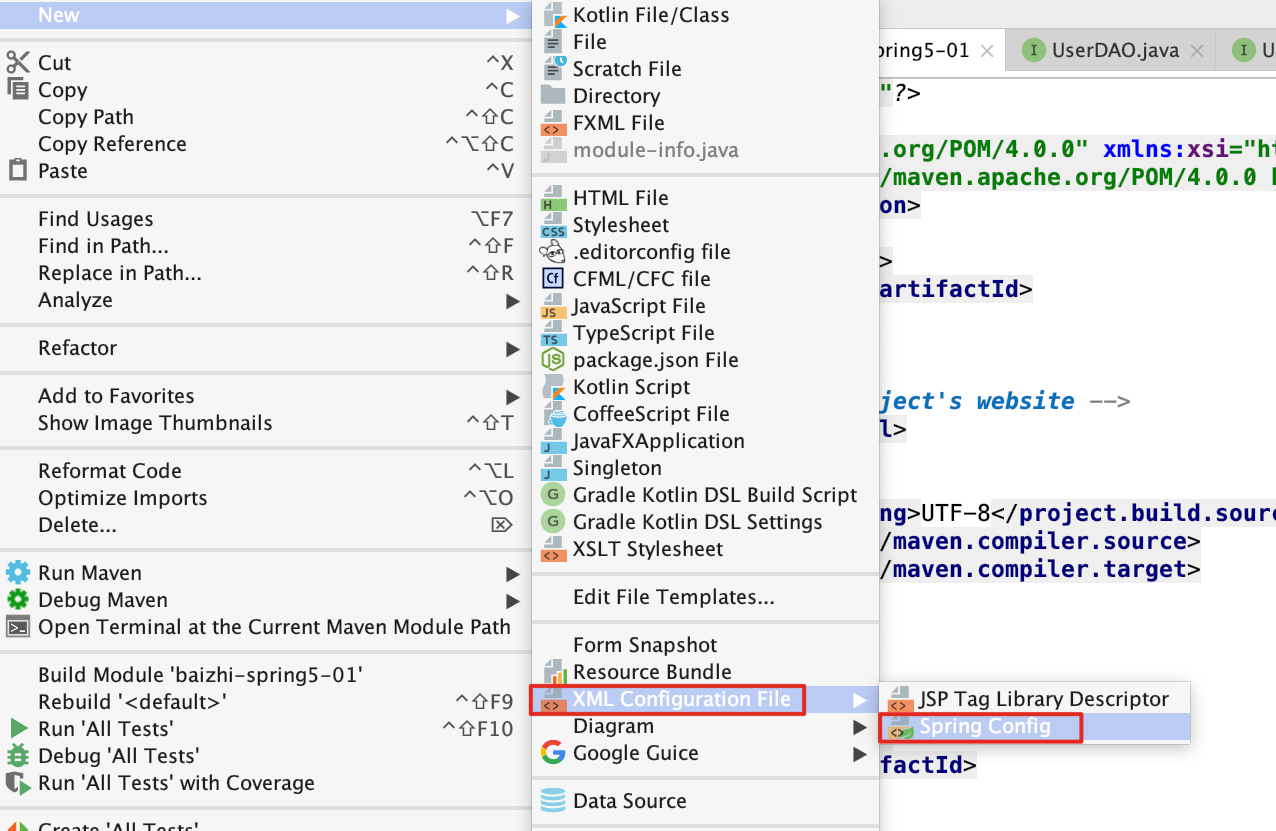 New
Cut ^X
Copy ^C
Copy Path ^⇧C
Copy Reference ^⌥⇧C
Paste ^V
Find Usages ⌥F7
Find in Path... ^⇧F
Replace in Path... ^⇧R
Analyze
Refactor
Add to Favorites
Show Image Thumbnails ^⇧T
Reformat Code ^⌥L
Optimize Imports ^⌥O
Delete... ⌦
Run Maven
Debug Maven
Open Terminal at the Current Maven Module Path
Build Module 'baizhi-spring5-01'
Rebuild '<default>' ^⇧F9
Run 'All Tests' ^⇧F10
Debug 'All Tests'
Run 'All Tests' with Coverage
Create 'All Tests'
Kotlin File/Class
File
Scratch File
Directory
FXML File
module-info.java
HTML File
Stylesheet
.editorconfig file
CFML/CFC file
JavaScript File
TypeScript File
package.json File
Kotlin Script
CoffeeScript File
JavaFXApplication
Singleton
Gradle Kotlin DSL Build Script
Gradle Kotlin DSL Settings
XSLT Stylesheet
Edit File Templates...
Form Snapshot
Resource Bundle
XML Configuration File
Diagram
Google Guice
Data Source
JSP Tag Library Descriptor
Spring Config
pring5-01 UserDAO.java U
"?>
.org/POM/4.0.0" xmlns:xsi="ht
/maven.apache.org/POM/4.0.0 
on>
>
artifactId>
ject's website -->
l>
ng>UTF-8</project.build.sourc
/maven.compiler.source>
/maven.compiler.target>
factId>